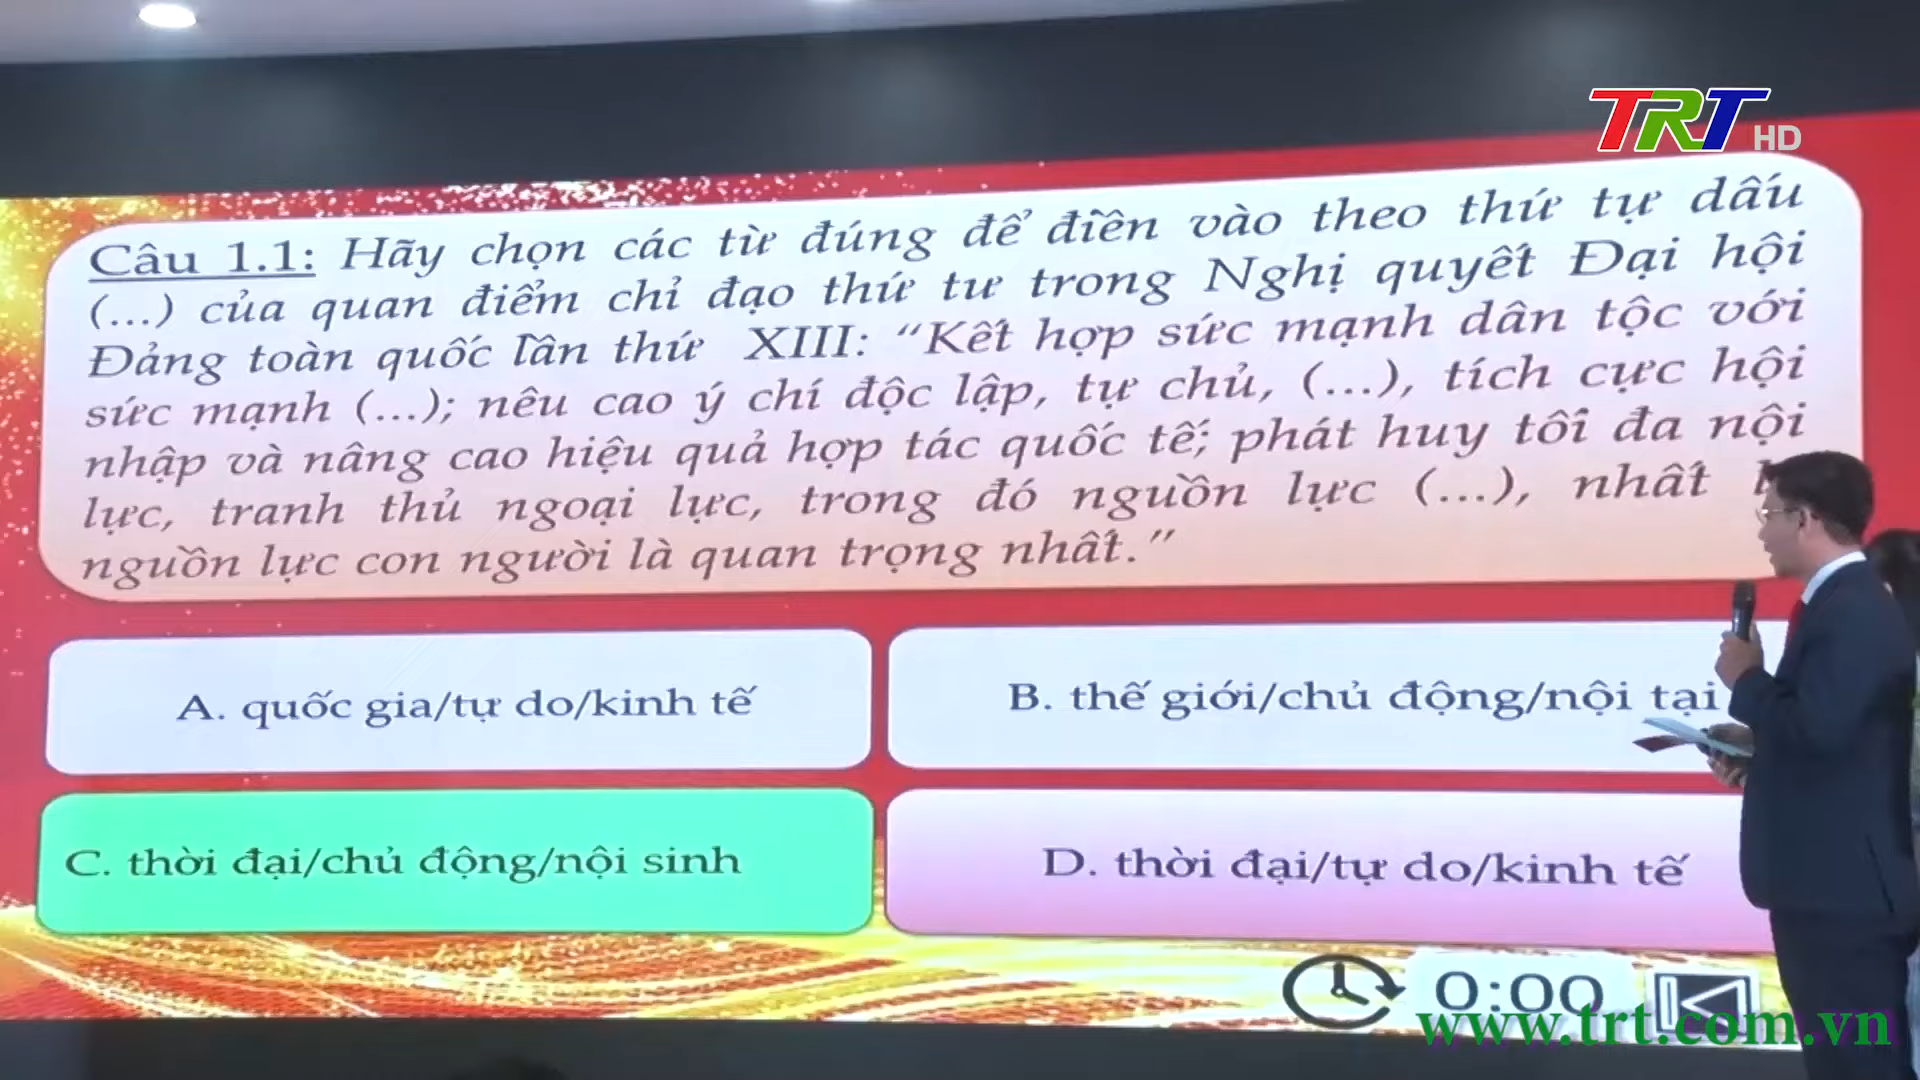 TRT HD
Câu 1.1: Hãy chọn các từ đúng để điền vào theo thứ tự dấu
(...) của quan điểm chỉ đạo thứ tư trong Nghị quyết Đại hội
Đảng toàn quốc lần thứ XIII: “Kết hợp sức mạnh dân tộc với
sức mạnh (...); nêu cao ý chí độc lập, tự chủ, (...), tích cực hội
nhập và nâng cao hiệu quả hợp tác quốc tế; phát huy tối đa nội
lực, tranh thủ ngoại lực, trong đó nguồn lực (...), nhất
nguồn lực con người là quan trọng nhất.”
A. quốc gia/tự do/kinh tế
B. thế giới/chủ động/nội tại
C. thời đại/chủ động/nội sinh
D. thời đại/tự do/kinh tế
0:00
www.trt.com.vn